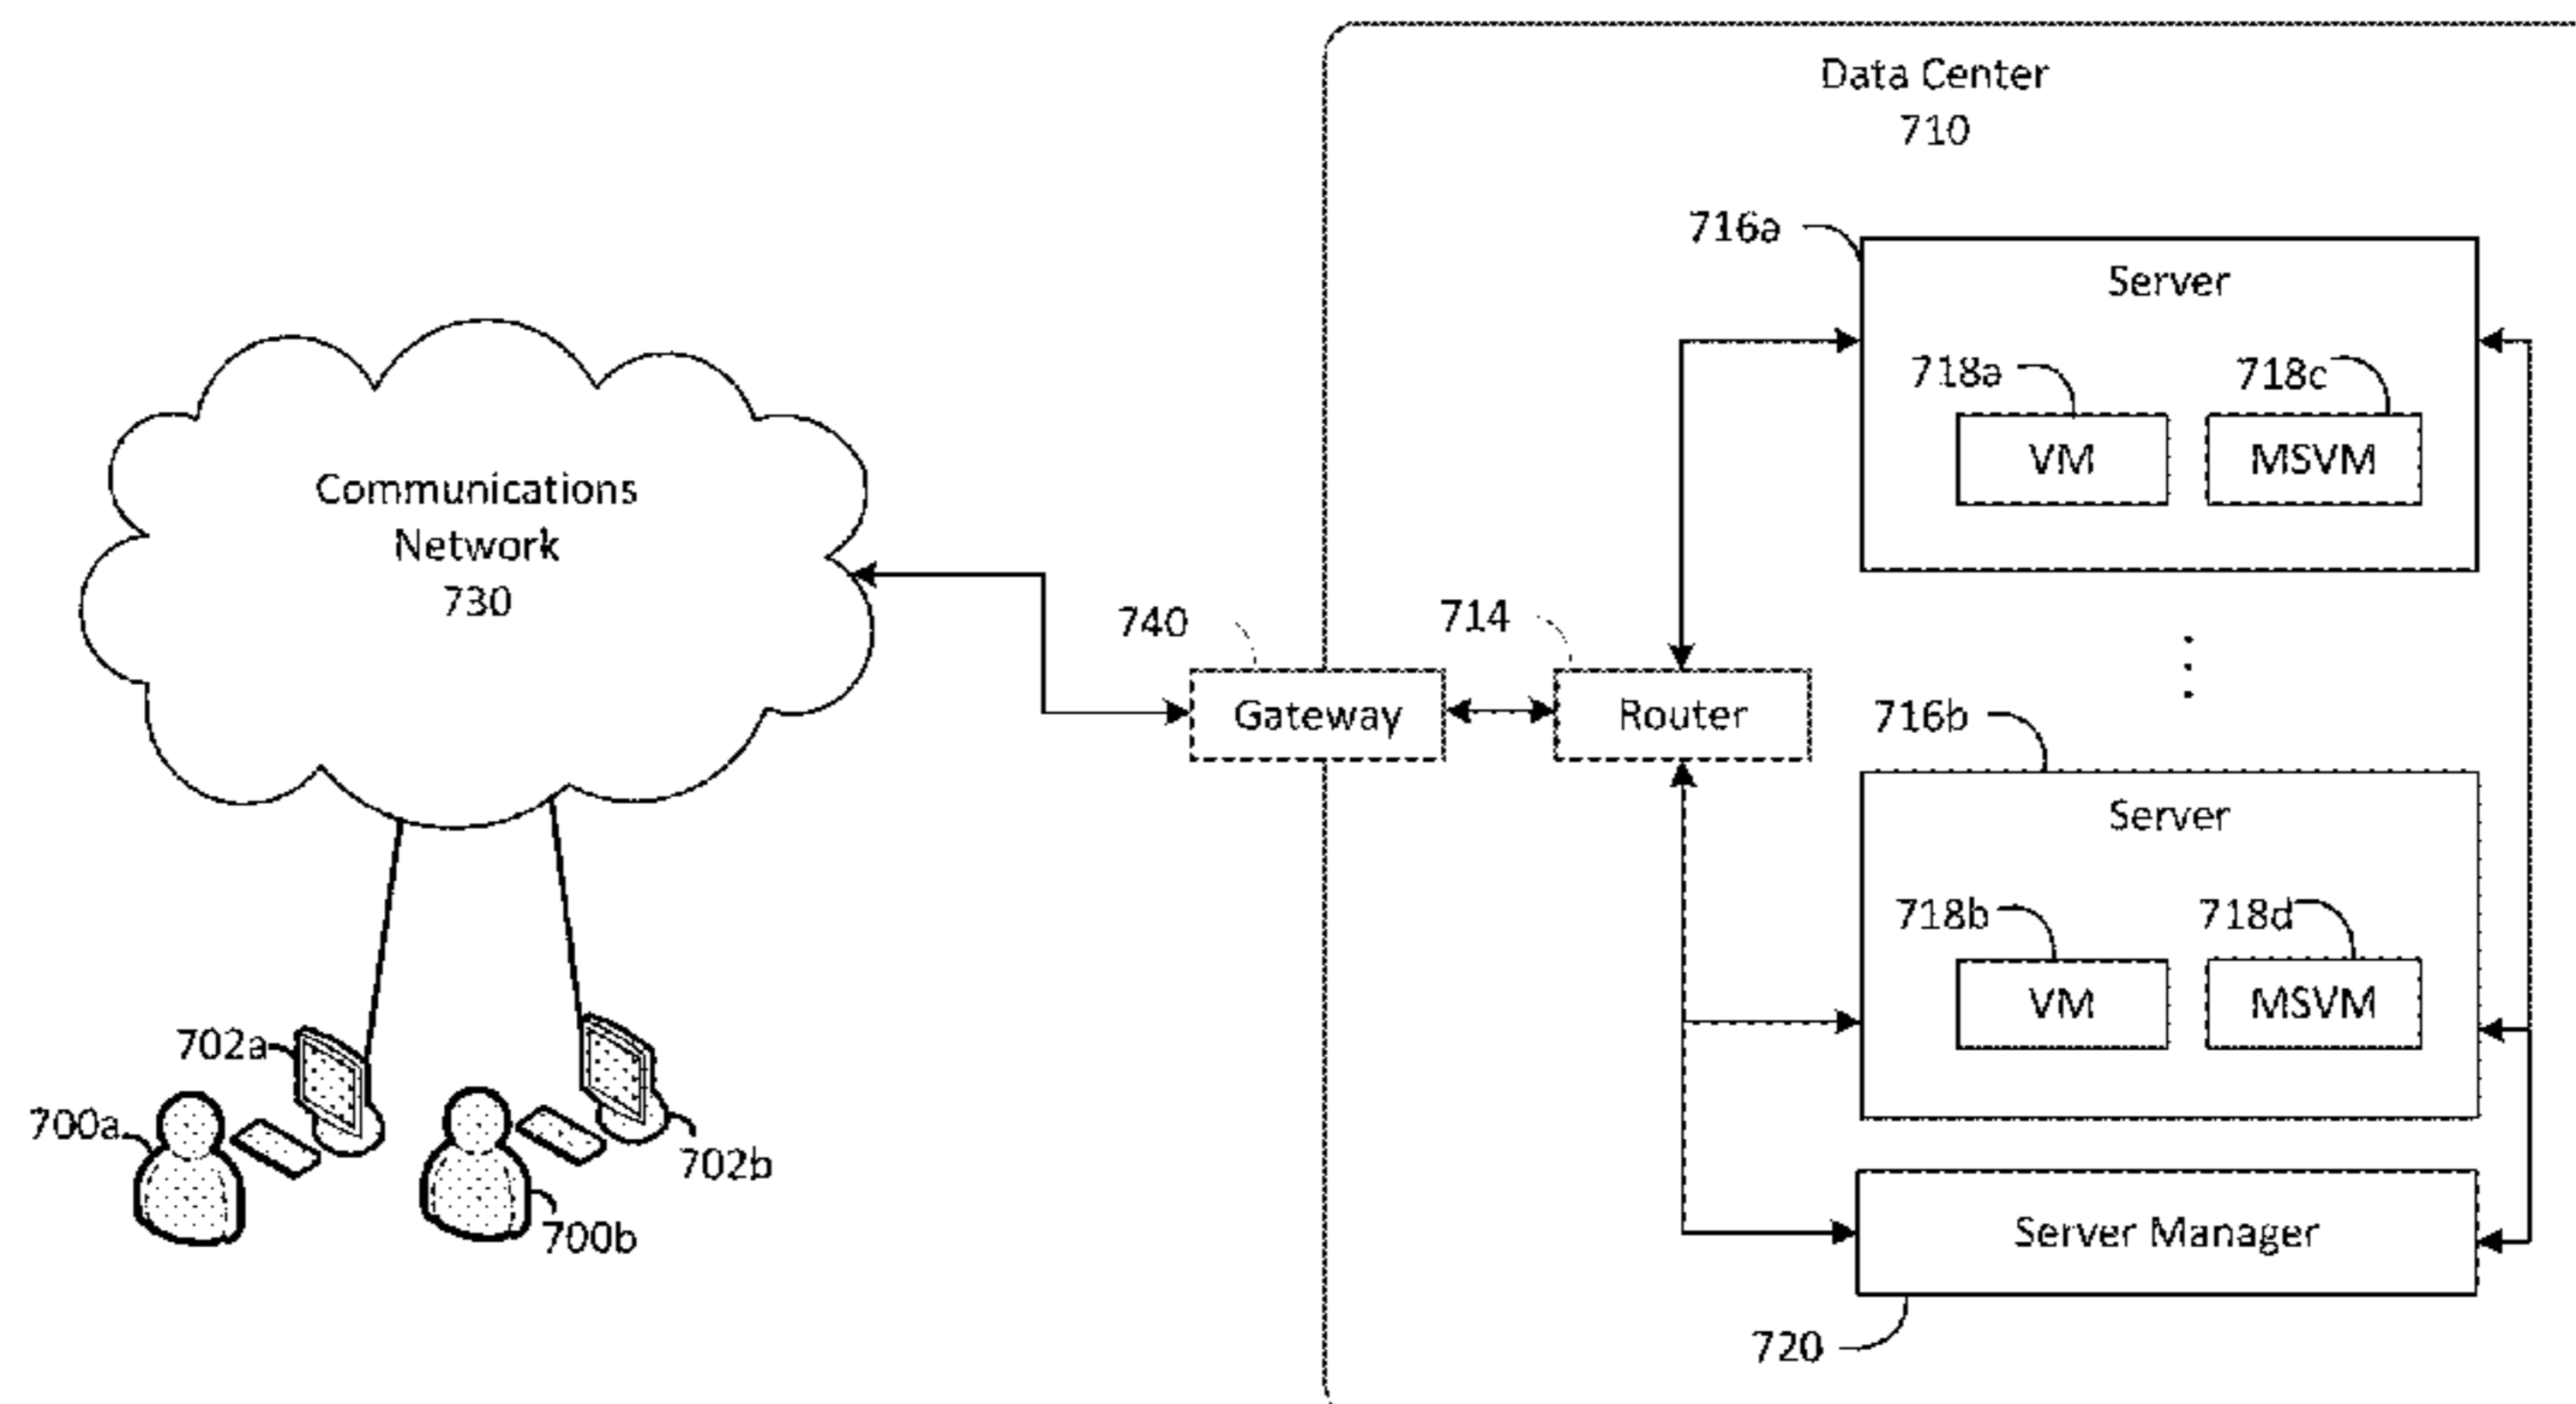 Data Center
710
716a
Server
718a
718c
VM
MSVM
Communications
Network
730
740
714
Gateway
Router
716b
Server
718b
718d
VM
MSVM
702a
700a
702b
700b
Server Manager
720